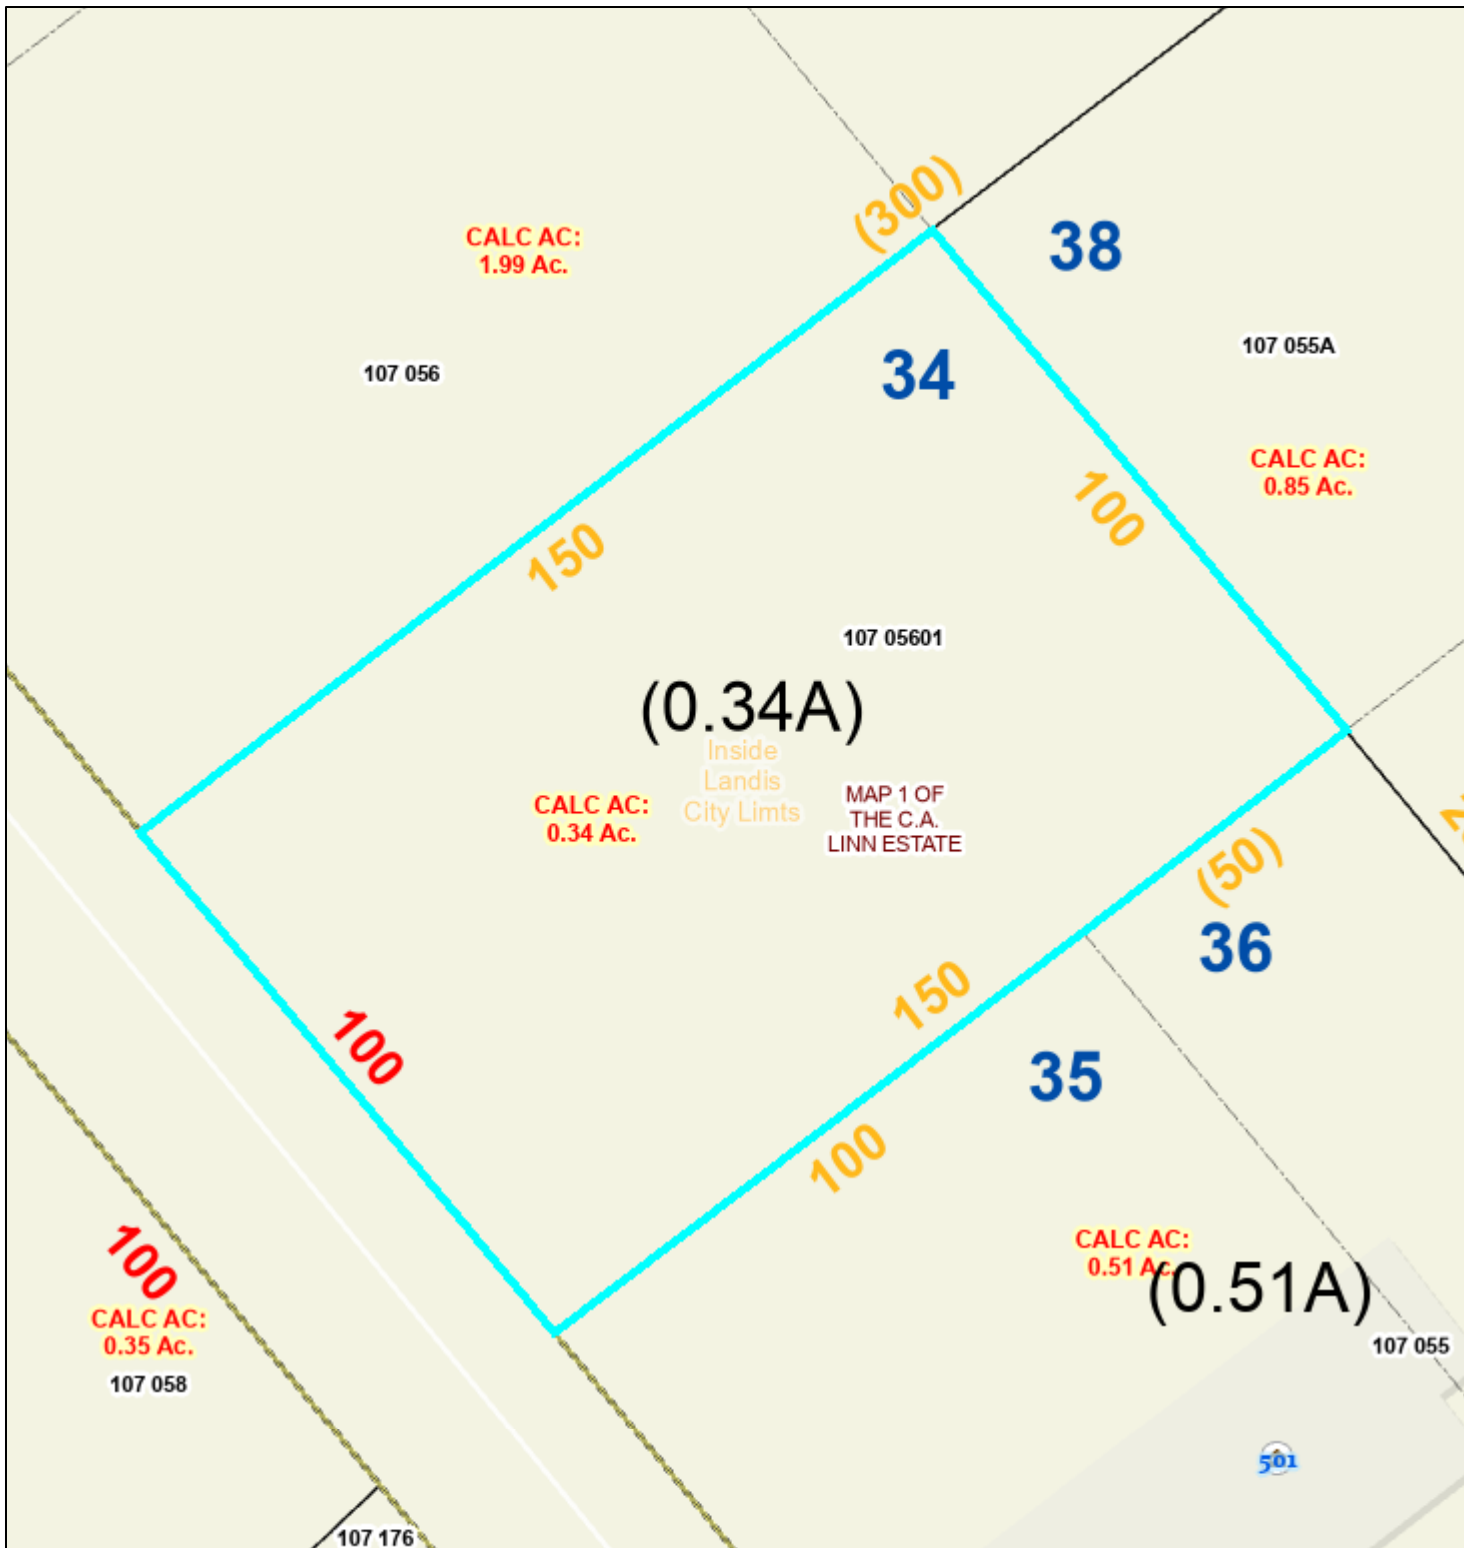 (300)
38
CALC AC:
1.99 Ac.
107 056
34
107 055A
CALC AC:
0.85 Ac.
100
150
107 05601
(0.34A)
Inside
Landis
City Limts
CALC AC:
0.34 Ac.
MAP 1 OF
THE C.A.
LINN ESTATE
(50)
36
150
100
35
100
CALC AC:
0.51 Ac.
(0.51A)
100
CALC AC:
0.35 Ac.
107 058
107 055
501
107 176